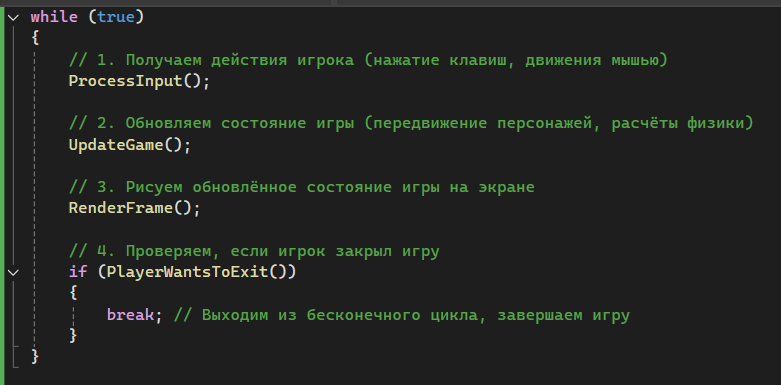 while (true)
{
// 1. Получаем действия игрока (нажатие клавиш, движения мышью)
ProcessInput();
// 2. Обновляем состояние игры (передвижение персонажей, расчёты физики)
UpdateGame();
// 3. Рисуем обновлённое состояние игры на экране
RenderFrame();
// 4. Проверяем, если игрок закрыл игру
if (PlayerWantsToExit())
{
break; // Выходим из бесконечного цикла, завершаем игру
}
}